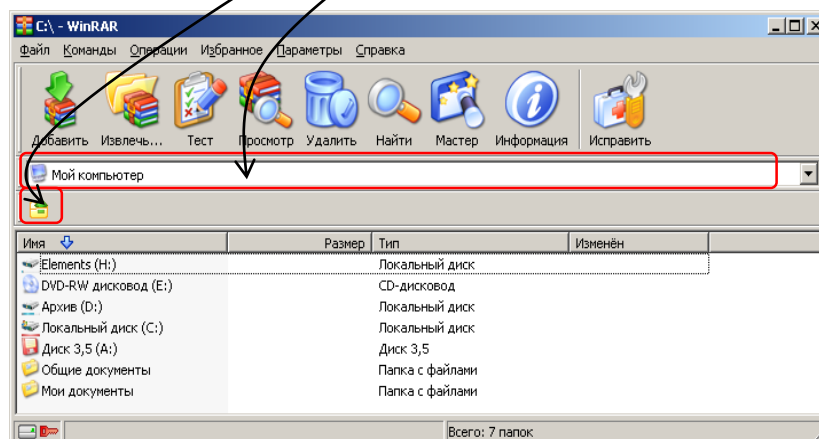 C:\ - WinRAR
Файл Команды Операции Избранное Параметры Справка
Добавить Извлечь... Тест Просмотр Удалить Найти Мастер Информация Исправить
Мой компьютер
Имя Размер Тип Изменён
Elements (H:) Локальный диск
DVD-RW дисковод (E:) CD-дисковод
Архив (D:) Локальный диск
Локальный диск (C:) Локальный диск
Диск 3,5 (A:) Диск 3,5
Общие документы Папка с файлами
Мои документы Папка с файлами
Всего: 7 папок